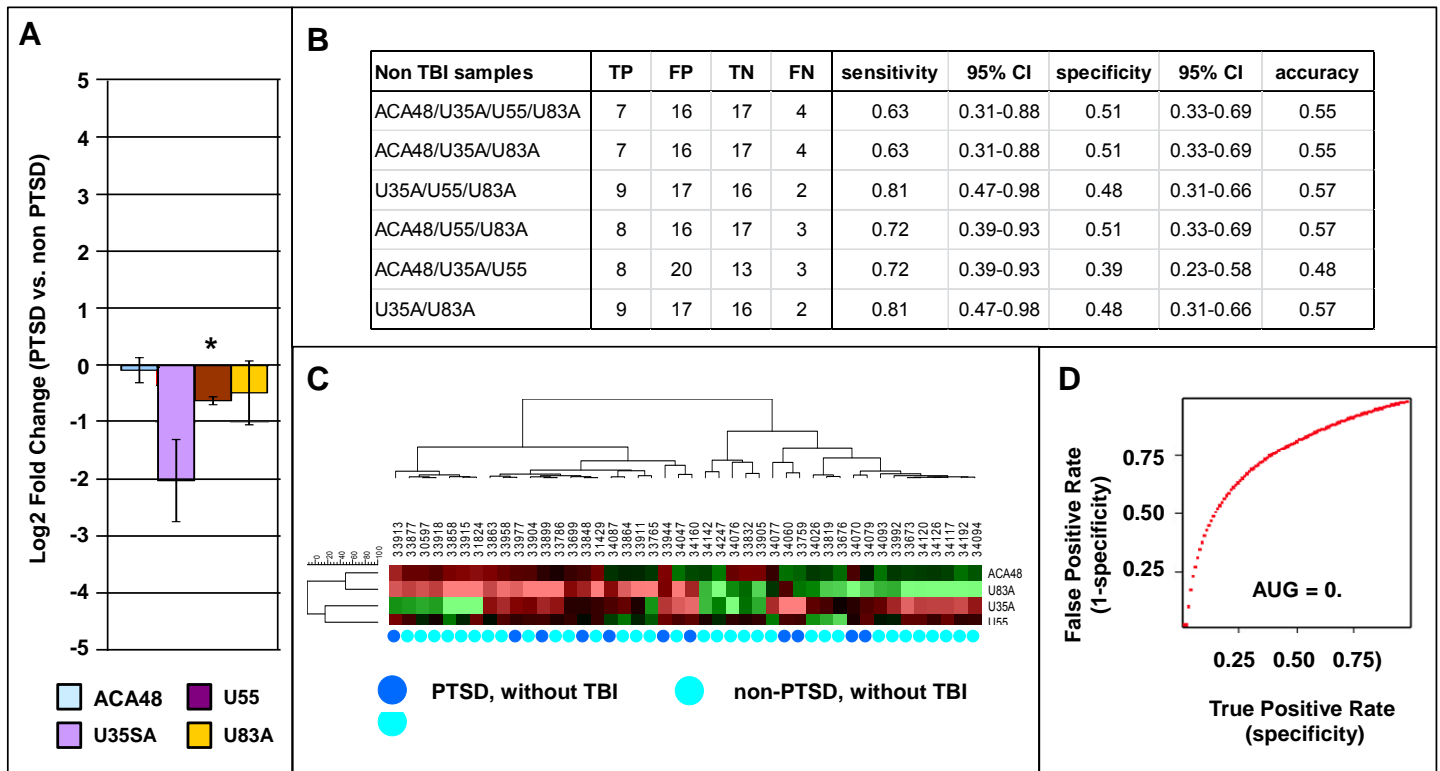 A
5
4
3
2
1
0
-1
-2
-3
-4
-5
Log2 Fold Change (PTSD vs. non PTSD)
*
ACA48
U55
U35SA
U83A
B
Non TBI samples TP FP TN FN sensitivity 95% CI specificity 95% CI accuracy
ACA48/U35A/U55/U83A 7 16 17 4 0.63 0.31-0.88 0.51 0.33-0.69 0.55
ACA48/U35A/U83A 7 16 17 4 0.63 0.31-0.88 0.51 0.33-0.69 0.55
U35A/U55/U83A 9 17 16 2 0.81 0.47-0.98 0.48 0.31-0.66 0.57
ACA48/U55/U83A 8 16 17 3 0.72 0.39-0.93 0.51 0.33-0.69 0.57
ACA48/U35A/U55 8 20 13 3 0.72 0.39-0.93 0.39 0.23-0.58 0.48
U35A/U83A 9 17 16 2 0.81 0.47-0.98 0.48 0.31-0.66 0.57
C
33913
33877
30597
33918
33858
33915
31824
33863
33958
33977
33904
33899
33786
33699
33848
31429
34087
33864
33911
33765
33944
34047
34160
34142
34247
34076
33832
33905
34077
34060
33759
34026
33819
33676
34070
34079
34093
33992
33673
34120
34126
34117
34192
34094
0
20
40
60
80
100
ACA48
U83A
U35A
U55
PTSD, without TBI
non-PTSD, without TBI
D
False Positive Rate
(1-specificity)
0.75
0.50
0.25
AUG = 0.
0.25 0.50 0.75)
True Positive Rate
(specificity)